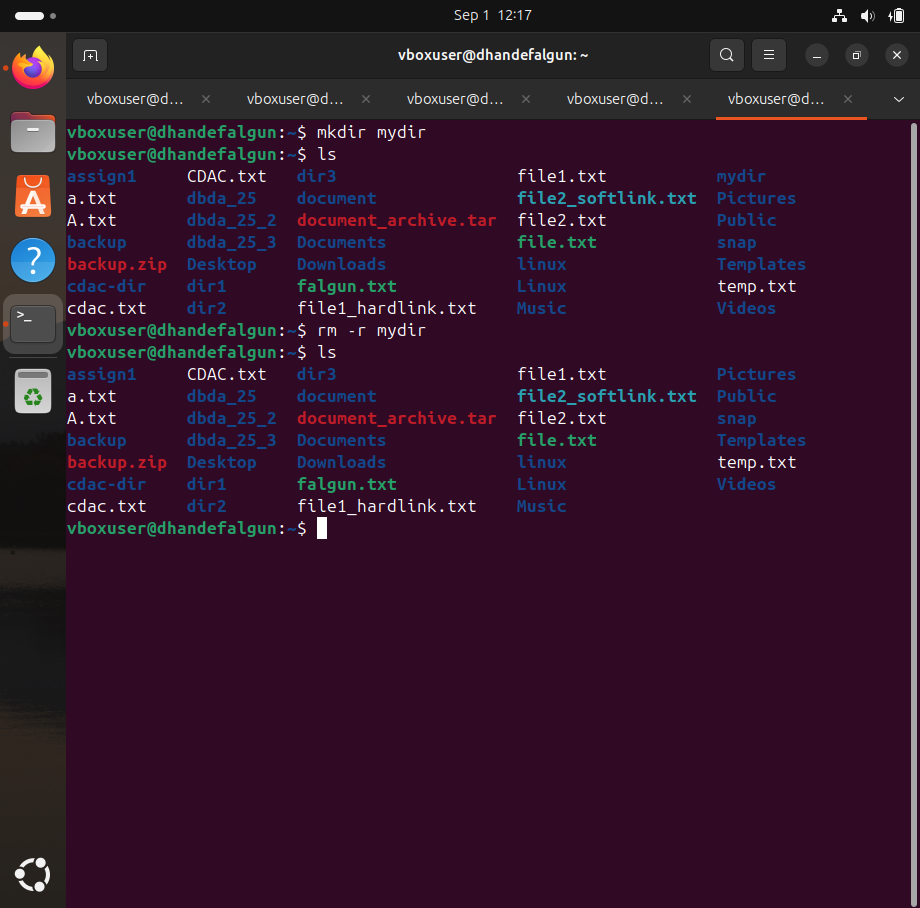 Sep 1 12:17
vboxuser@dhandefalgun: ~
vboxuser@d... vboxuser@d... vboxuser@d... vboxuser@d... vboxuser@d...
vboxuser@dhandefalgun:~$ mkdir mydir
vboxuser@dhandefalgun:~$ ls
assign1 CDAC.txt dir3 file1.txt mydir
a.txt dbda_25 document file2_softlink.txt Pictures
A.txt dbda_25_2 document_archive.tar file2.txt Public
backup dbda_25_3 Documents file.txt snap
backup.zip Desktop Downloads linux Templates
cdac-dir dir1 falgun.txt Linux temp.txt
cdac.txt dir2 file1_hardlink.txt Music Videos
vboxuser@dhandefalgun:~$ rm -r mydir
vboxuser@dhandefalgun:~$ ls
assign1 CDAC.txt dir3 file1.txt Pictures
a.txt dbda_25 document file2_softlink.txt Public
A.txt dbda_25_2 document_archive.tar file2.txt snap
backup dbda_25_3 Documents file.txt Templates
backup.zip Desktop Downloads linux temp.txt
cdac-dir dir1 falgun.txt Linux Videos
cdac.txt dir2 file1_hardlink.txt Music
vboxuser@dhandefalgun:~$